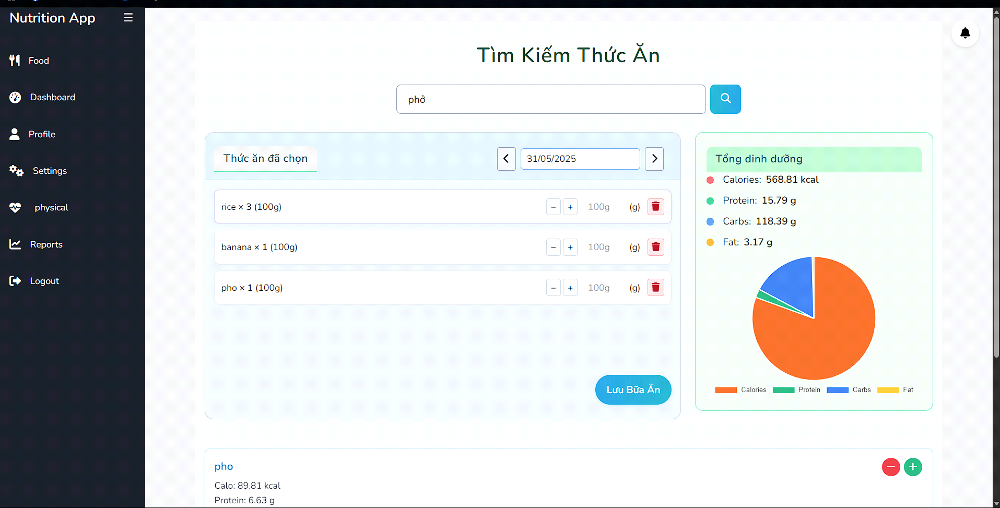 Nutrition App
Food
Dashboard
Profile
Settings
physical
Reports
Logout
Tìm Kiếm Thức Ăn
phở
Thức ăn đã chọn
31/05/2025
rice × 3 (100g)
100g
(g)
banana × 1 (100g)
100g
(g)
pho × 1 (100g)
100g
(g)
Lưu Bữa Ăn
Tổng dinh dưỡng
Calories: 568.81 kcal
Protein: 15.79 g
Carbs: 118.39 g
Fat: 3.17 g
Calories Protein Carbs Fat
pho
Calo: 89.81 kcal
Protein: 6.63 g